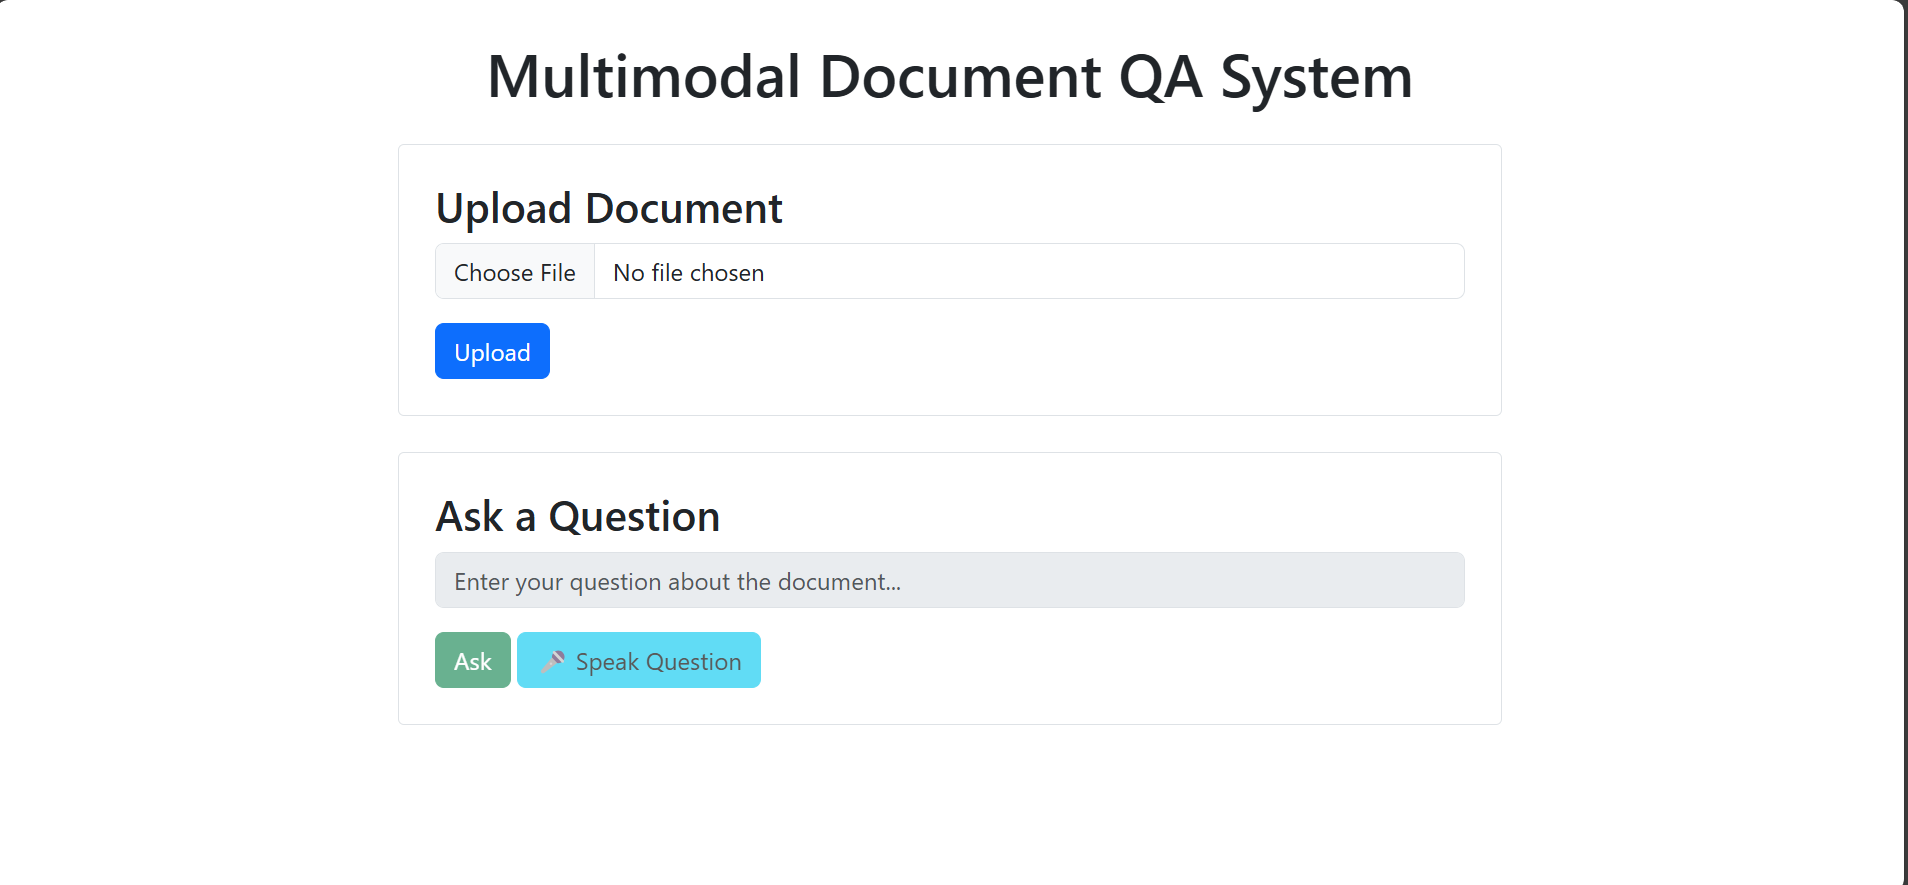 Multimodal Document QA System
Upload Document
Choose File No file chosen
Upload
Ask a Question
Enter your question about the document...
Ask 🎤 Speak Question